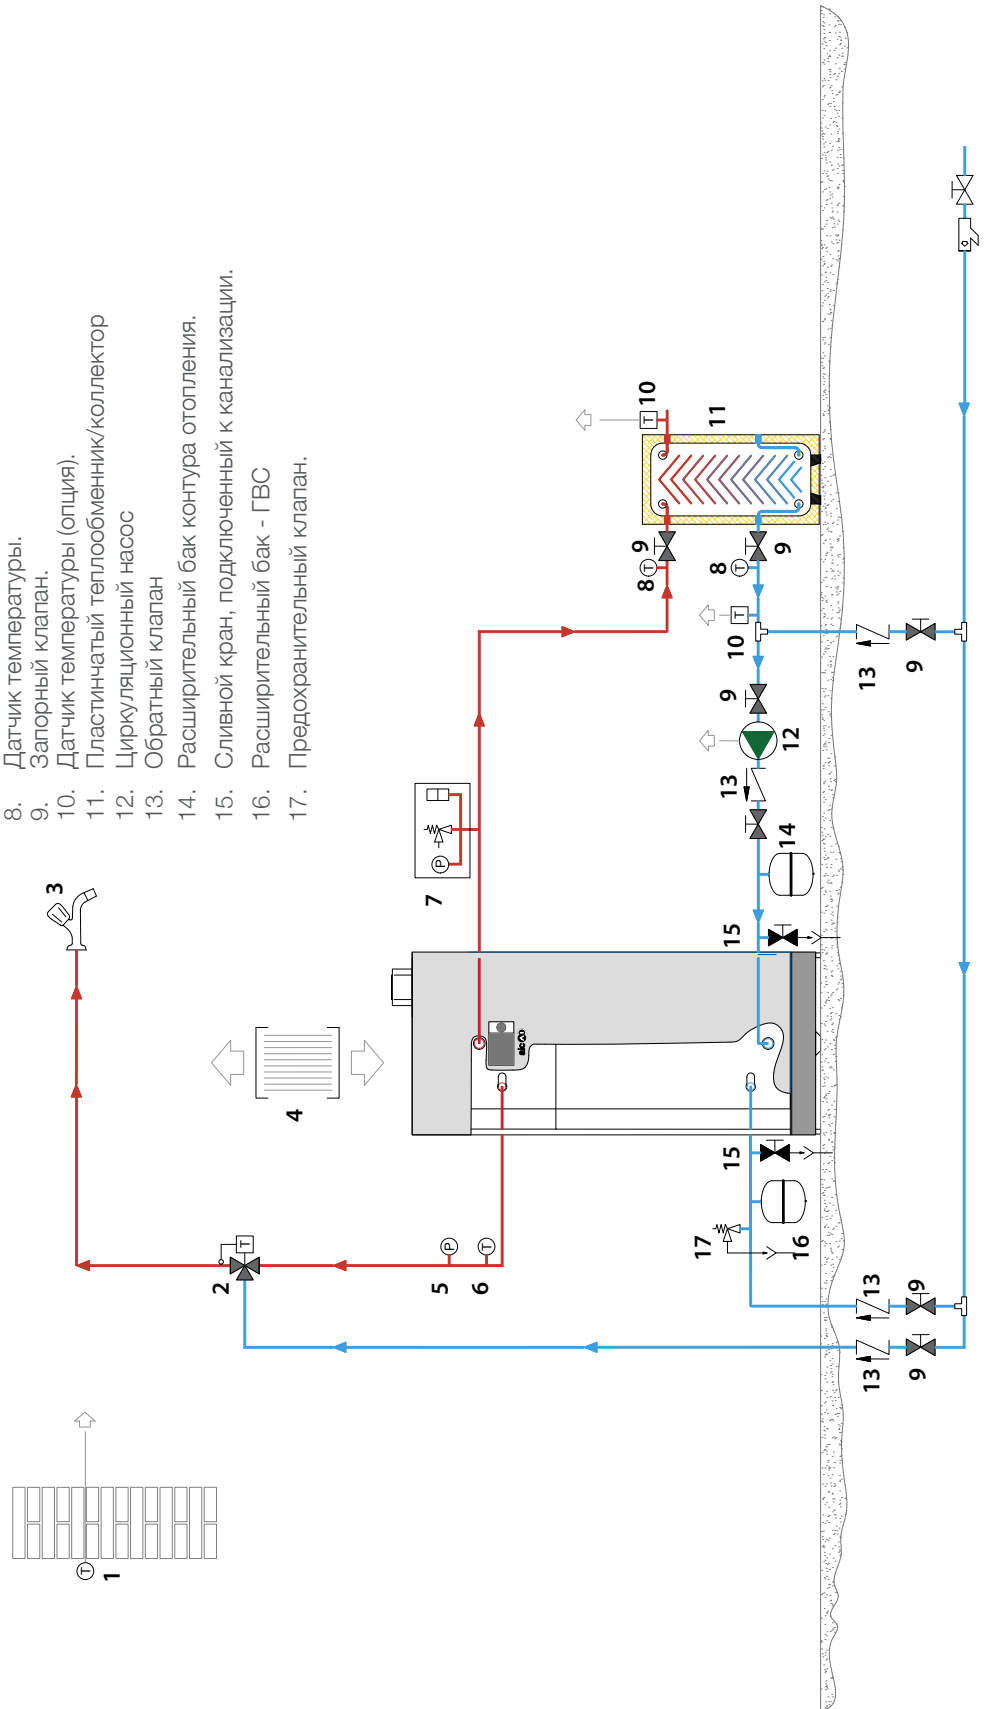 8. Датчик температуры.
9. Запорный клапан.
10. Датчик температуры (опция).
11. Пластинчатый теплообменник/коллектор
12. Циркуляционный насос
13. Обратный клапан
14. Расширительный бак контура отопления.
15. Сливной кран, подключенный к канализации.
16. Расширительный бак - ГВС
17. Предохранительный клапан.
1
T
2
T
3
4
5
P
6
T
7
P
aic
8
T
9
10
T
11
8
T
9
10
T
9
12
13
14
15
15
16
17
13
9
13
9
13
9